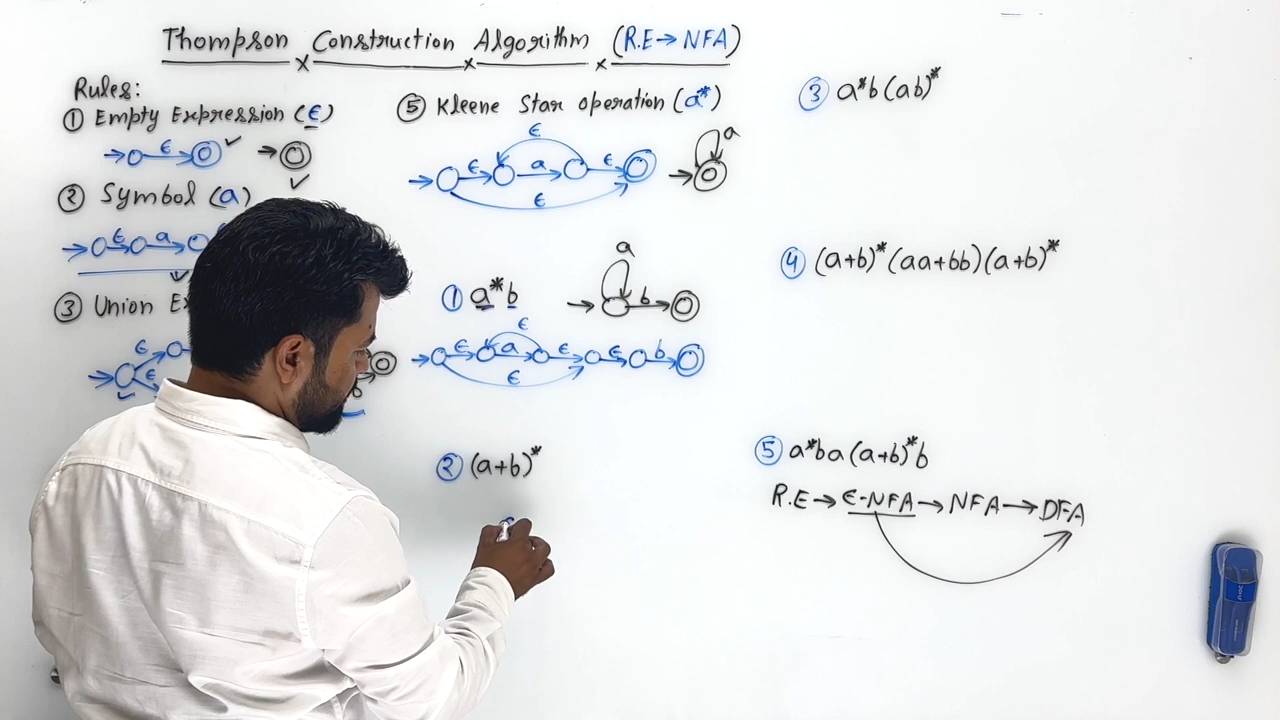 Thompson Construction Algorithm (R.E → NFA)
Rules:
① Empty Expression (ϵ)
ϵ
② Symbol (a)
ϵ a
③ Union
ϵ
ϵ
b
⑤ Kleene Star operation (a*)
ϵ
ϵ a ϵ
ϵ
a
① a*b
a
b
ϵ
ϵ a ϵ ϵ b
ϵ
② (a+b)*
③ a*b(ab)*
④ (a+b)*(aa+bb)(a+b)*
⑤ a*ba(a+b)*b
R.E → ϵ-NFA → NFA → DFA